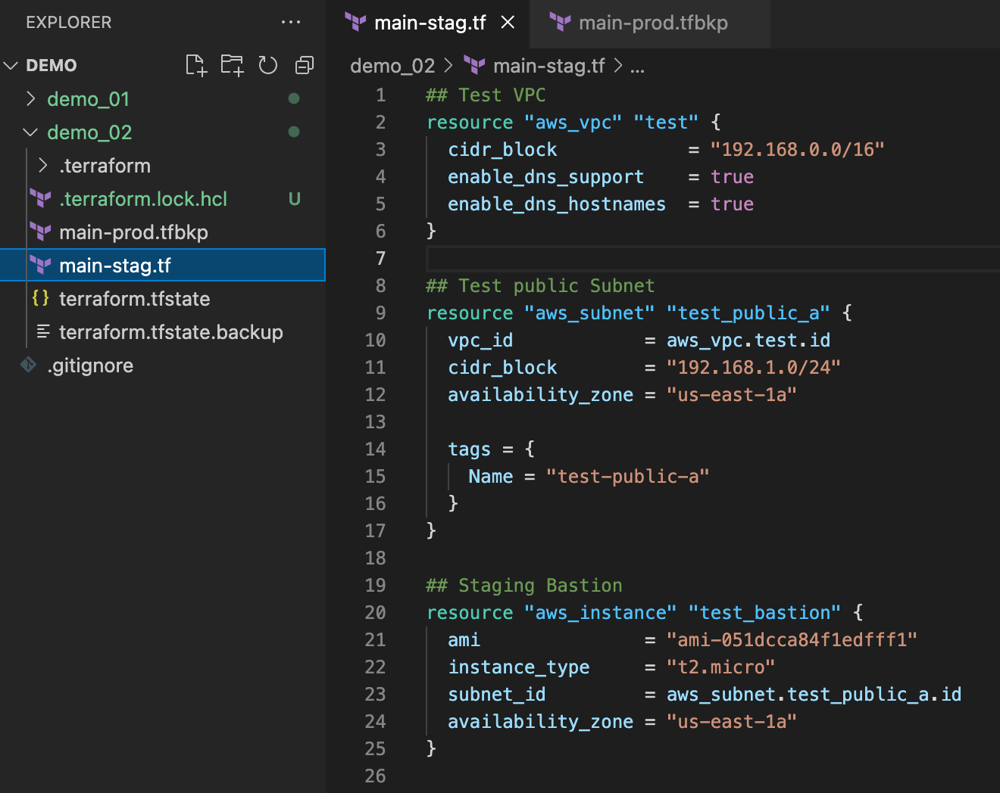 EXPLORER
DEMO
demo_01
demo_02
.terraform
.terraform.lock.hcl U
main-prod.tfbkp
main-stag.tf
{} terraform.tfstate
terraform.tfstate.backup
.gitignore
main-stag.tf main-prod.tfbkp
demo_02 > main-stag.tf > ...
1 ## Test VPC
2 resource "aws_vpc" "test" {
3   cidr_block            = "192.168.0.0/16"
4   enable_dns_support    = true
5   enable_dns_hostnames  = true
6 }
7
8 ## Test public Subnet
9 resource "aws_subnet" "test_public_a" {
10   vpc_id            = aws_vpc.test.id
11   cidr_block        = "192.168.1.0/24"
12   availability_zone = "us-east-1a"
13
14   tags = {
15     Name = "test-public-a"
16   }
17 }
18
19 ## Staging Bastion
20 resource "aws_instance" "test_bastion" {
21   ami               = "ami-051dcca84f1edfff1"
22   instance_type     = "t2.micro"
23   subnet_id         = aws_subnet.test_public_a.id
24   availability_zone = "us-east-1a"
25 }
26